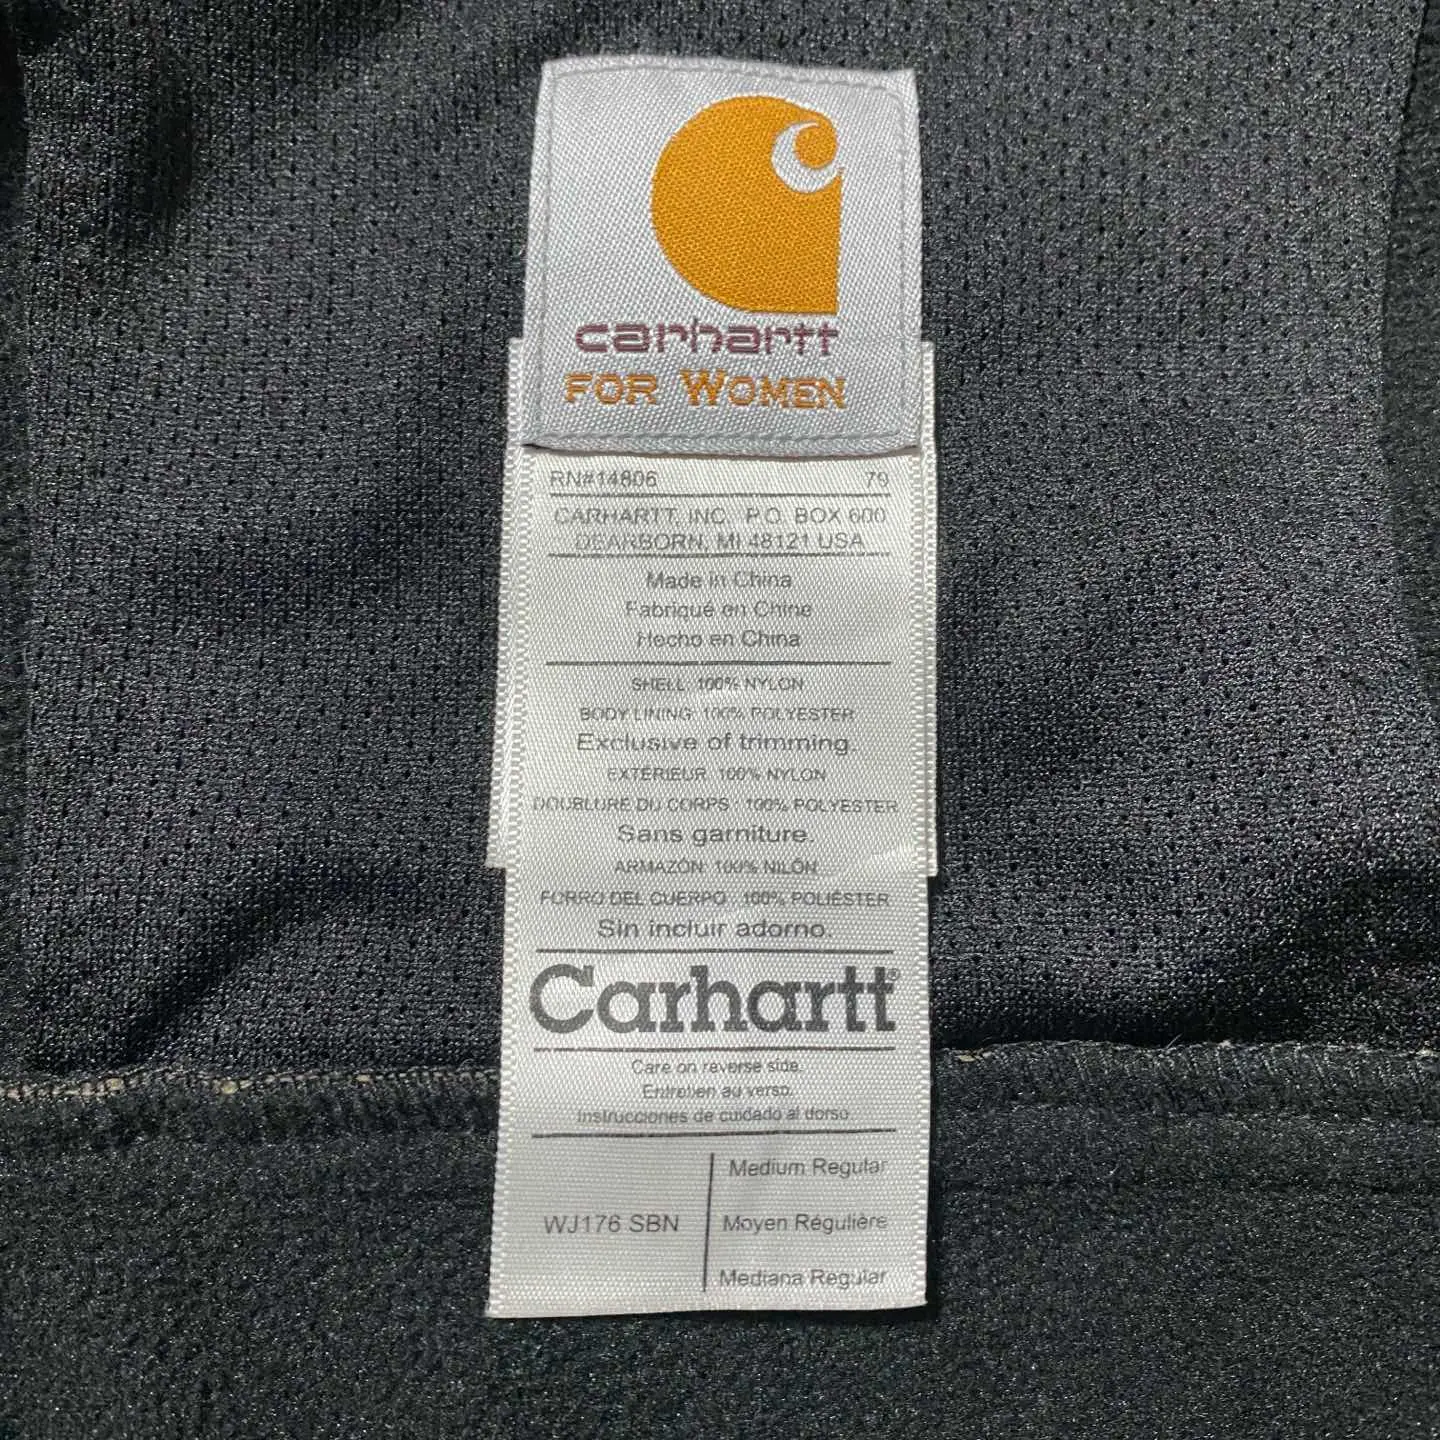 carhartt
FOR WOMEN
RN#14806 79
CARHARTT, INC. P.O. BOX 600
DEARBORN, MI 48121 USA
Made in China
Fabriqué en Chine
Hecho en China
SHELL: 100% NYLON
BODY LINING: 100% POLYESTER
Exclusive of trimming.
EXTÉRIEUR: 100% NYLON
DOUBLURE DU CORPS : 100% POLYESTER
Sans garniture.
ARMAZÓN: 100% NILÓN
FORRO DEL CUERPO : 100% POLIÉSTER
Sin incluir adorno.
Carhartt®
Care on reverse side.
Entretien au verso.
Instrucciones de cuidado al dorso.
WJ176 SBN
Medium Regular
Moyen Régulière
Mediana Regular